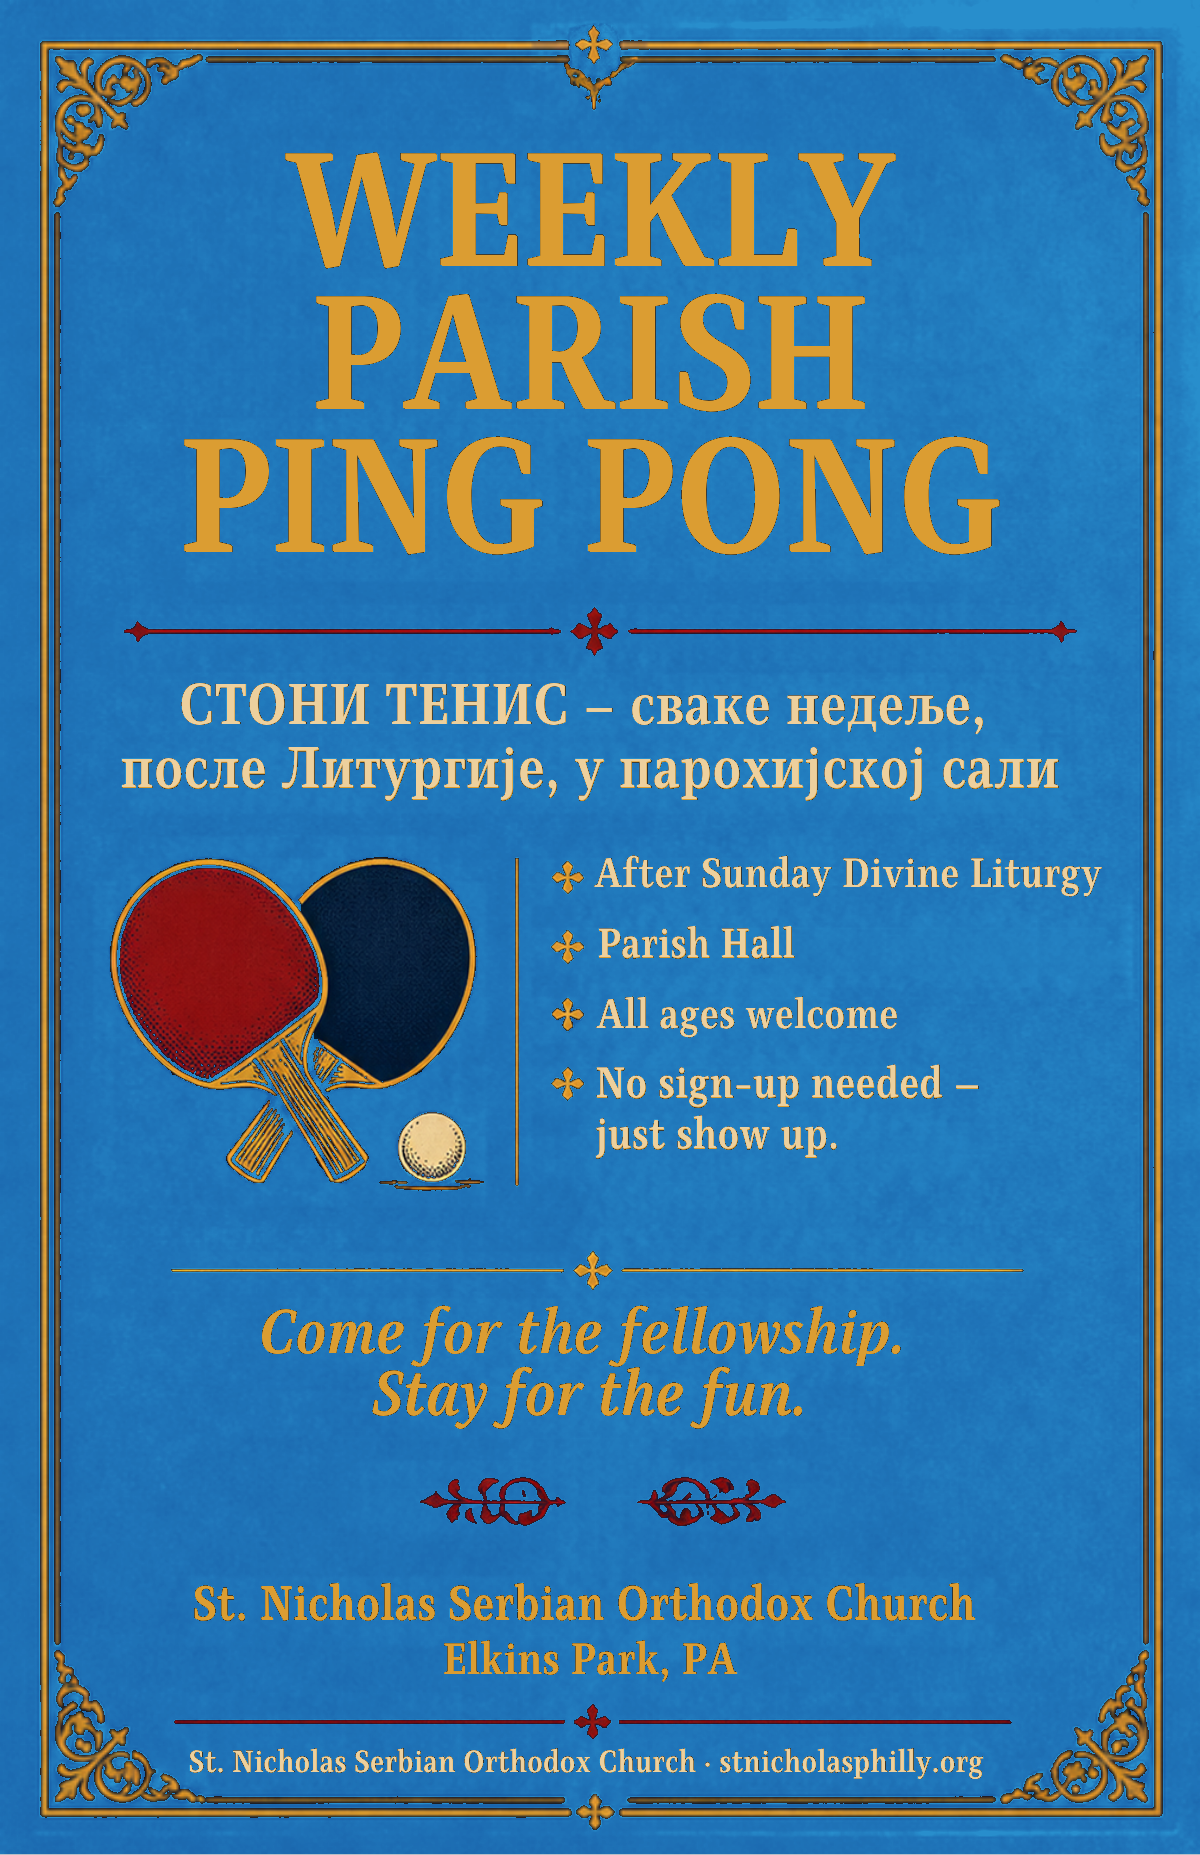 WEEKLY
PARISH
PING PONG
СТОНИ ТЕНИС – сваке недеље,
после Литургије, у парохијској сали
After Sunday Divine Liturgy
Parish Hall
All ages welcome
No sign-up needed –
just show up.
Come for the fellowship.
Stay for the fun.
St. Nicholas Serbian Orthodox Church
Elkins Park, PA
St. Nicholas Serbian Orthodox Church · stnicholasphilly.org